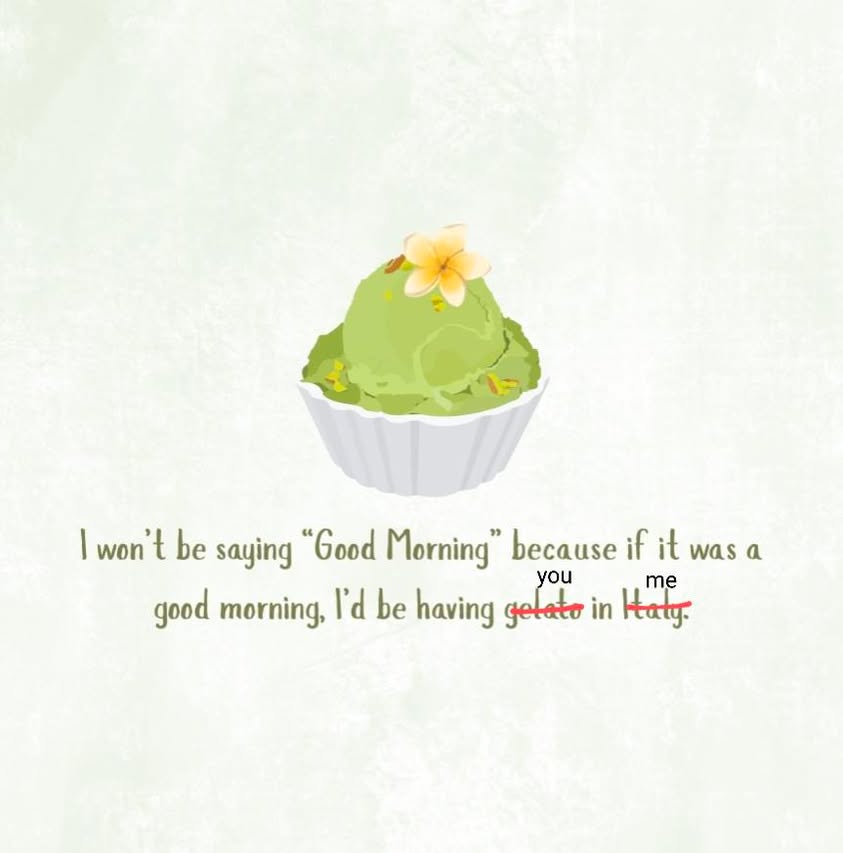 I won't be saying “Good Morning” because if it was a
you me
good morning, I'd be having gelato in Italy.